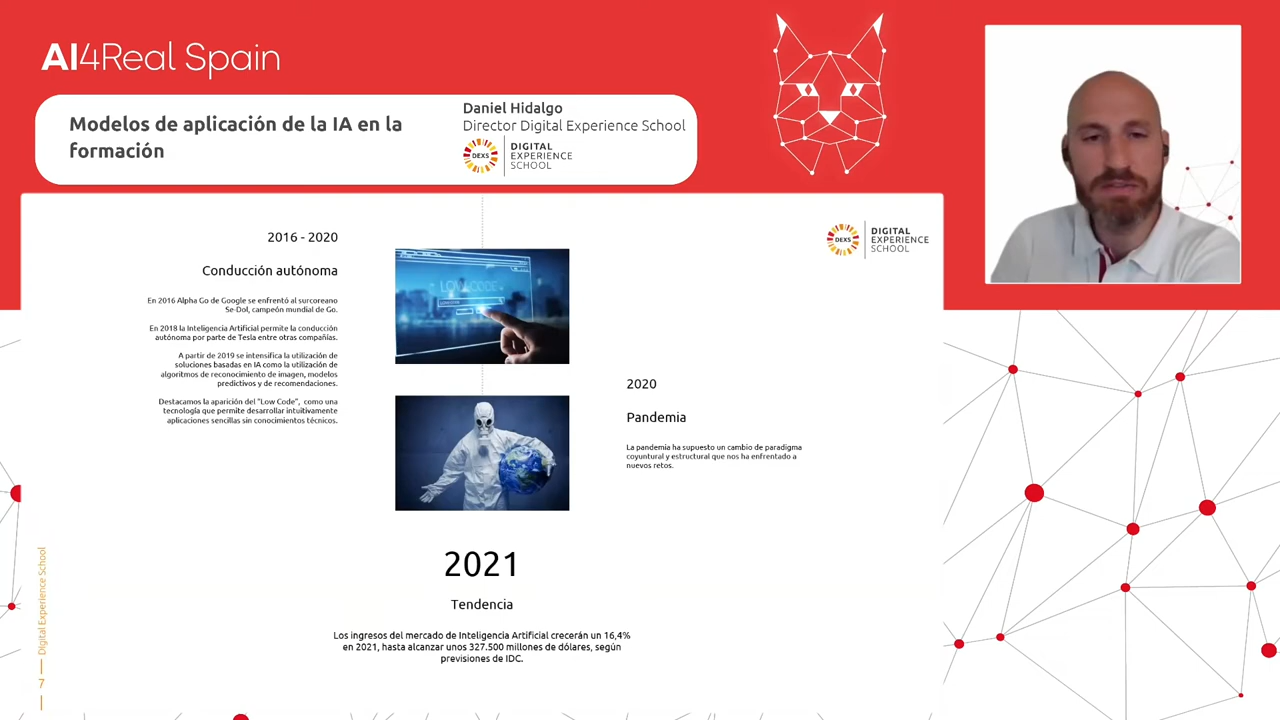 AI4Real Spain
Modelos de aplicación de la IA en la
formación
Daniel Hidalgo
Director Digital Experience School
DEXS
DIGITAL
EXPERIENCE
SCHOOL
2016 - 2020
Conducción autónoma
En 2016 Alpha Go de Google se enfrentó al surcoreano
Se-Dol, campeón mundial de Go.
En 2018 la Inteligencia Artificial permite la conducción
autónoma por parte de Tesla entre otras compañías.
A partir de 2019 se intensifica la utilización de
soluciones basadas en IA como la utilización de
algoritmos de reconocimiento de imagen, modelos
predictivos y de recomendaciones.
Destacamos la aparición del "Low Code", como una
tecnología que permite desarrollar intuitivamente
aplicaciones sencillas sin conocimientos técnicos.
LOW CODE
DEXS
DIGITAL
EXPERIENCE
SCHOOL
2020
Pandemia
La pandemia ha supuesto un cambio de paradigma
coyuntural y estructural que nos ha enfrentado a
nuevos retos.
2021
Tendencia
Los ingresos del mercado de Inteligencia Artificial crecerán un 16,4%
en 2021, hasta alcanzar unos 327.500 millones de dólares, según
previsiones de IDC.
Digital Experience School
7